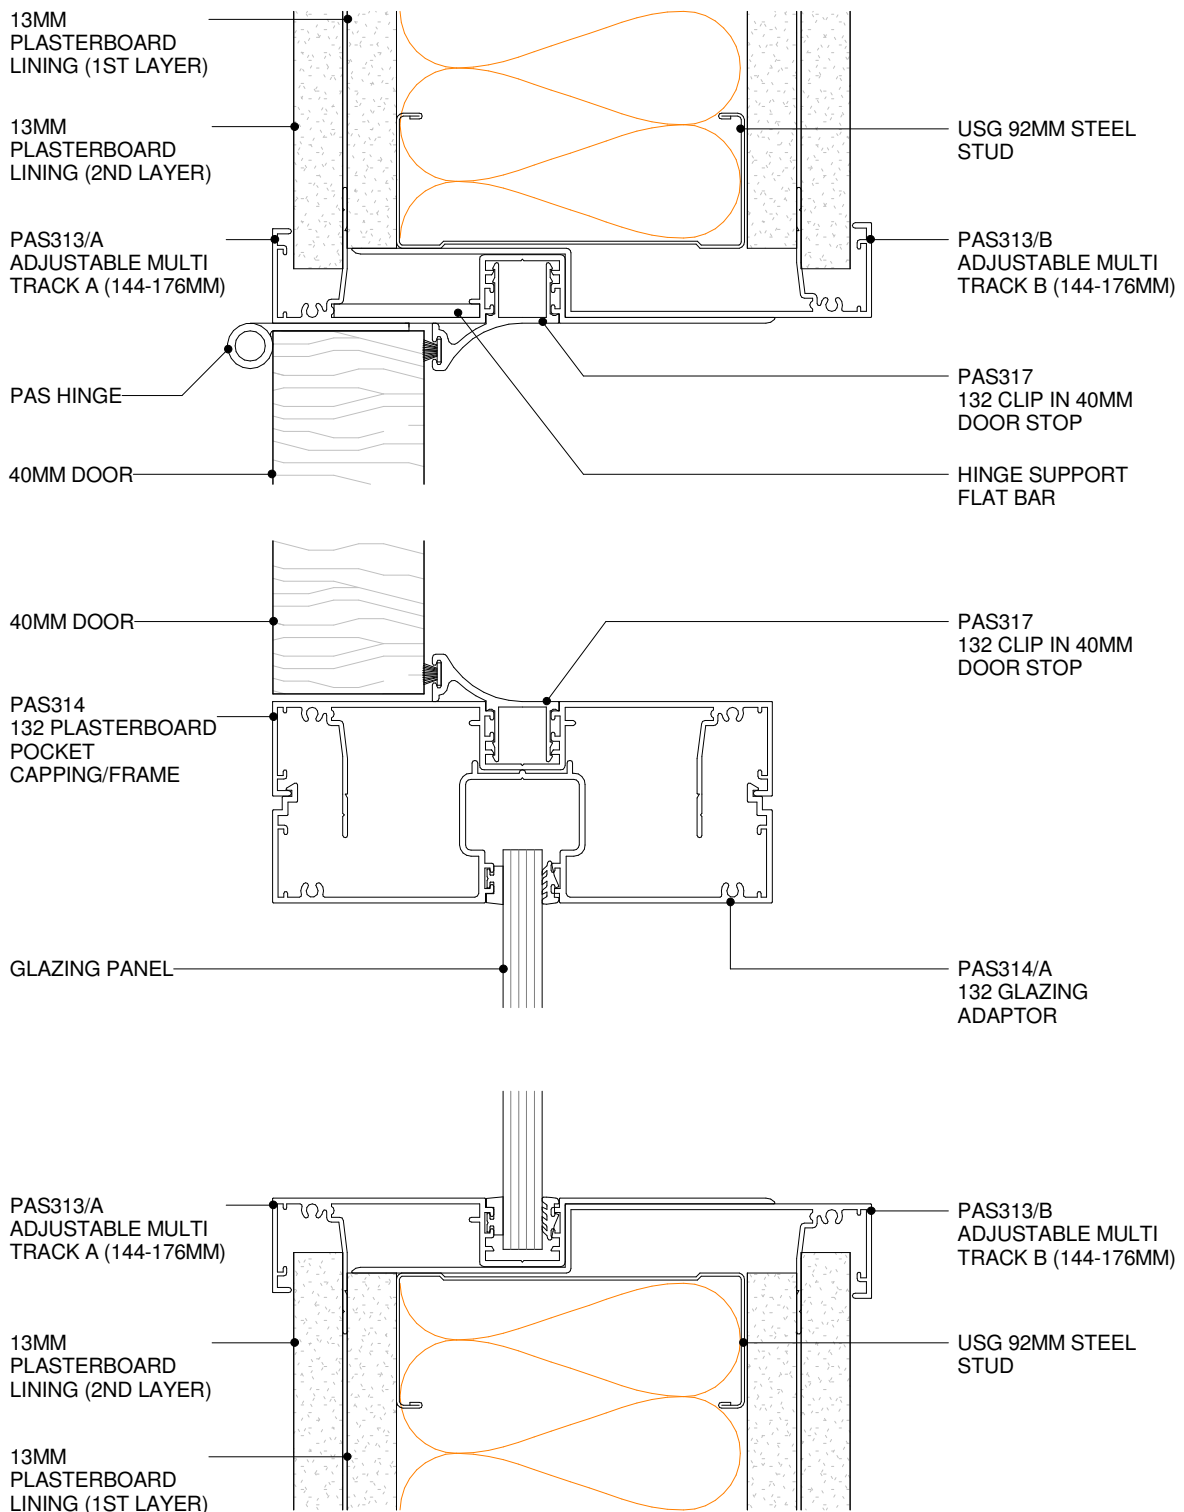 13MM
PLASTERBOARD
LINING (1ST LAYER)
13MM
PLASTERBOARD
LINING (2ND LAYER)
PAS313/A
ADJUSTABLE MULTI
TRACK A (144-176MM)
PAS HINGE
40MM DOOR
USG 92MM STEEL
STUD
PAS313/B
ADJUSTABLE MULTI
TRACK B (144-176MM)
PAS317
132 CLIP IN 40MM
DOOR STOP
HINGE SUPPORT
FLAT BAR
40MM DOOR
PAS314
132 PLASTERBOARD
POCKET
CAPPING/FRAME
GLAZING PANEL
PAS317
132 CLIP IN 40MM
DOOR STOP
PAS314/A
132 GLAZING
ADAPTOR
PAS313/A
ADJUSTABLE MULTI
TRACK A (144-176MM)
13MM
PLASTERBOARD
LINING (2ND LAYER)
13MM
PLASTERBOARD
LINING (1ST LAYER)
PAS313/B
ADJUSTABLE MULTI
TRACK B (144-176MM)
USG 92MM STEEL
STUD